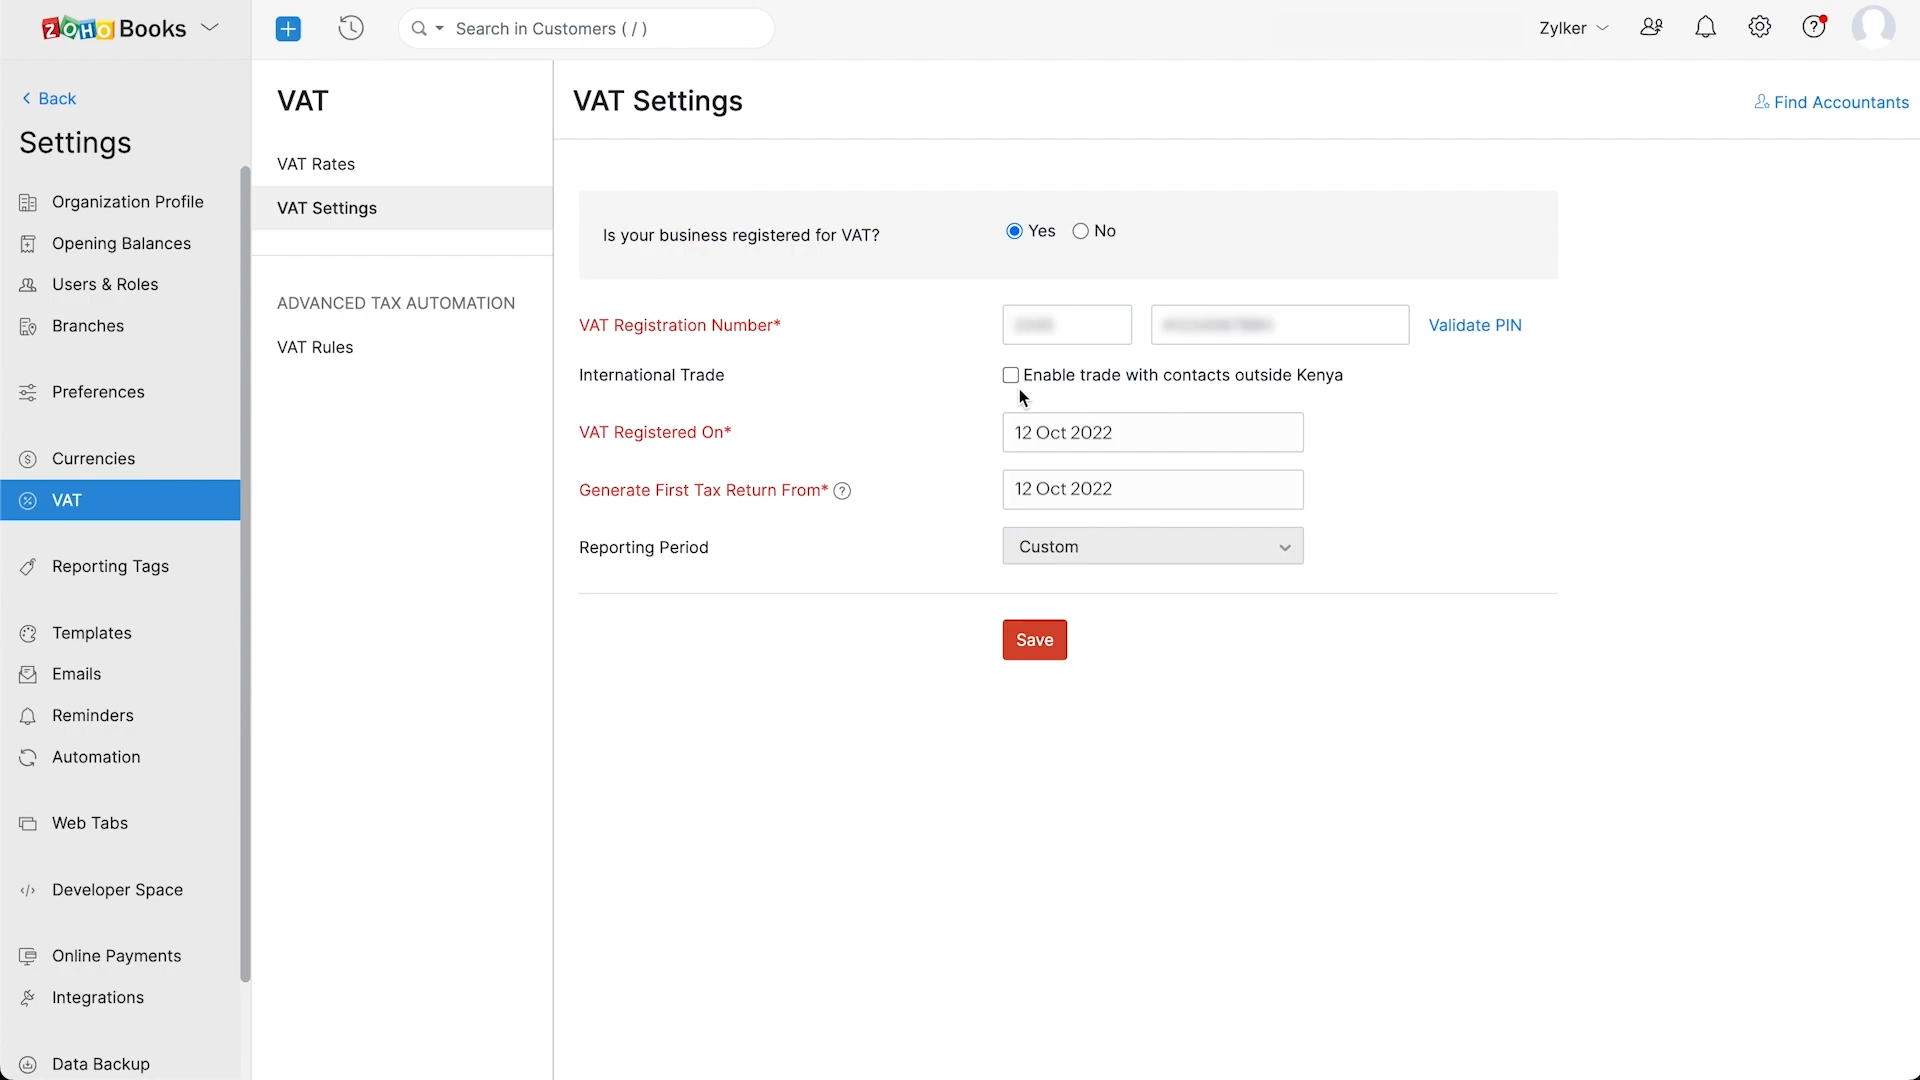 ZOHO Books
Search in Customers ( / )
Zylker
Back
Settings
Organization Profile
Opening Balances
Users & Roles
Branches
Preferences
Currencies
VAT
Reporting Tags
Templates
Emails
Reminders
Automation
Web Tabs
Developer Space
Online Payments
Integrations
Data Backup
VAT
VAT Rates
VAT Settings
ADVANCED TAX AUTOMATION
VAT Rules
VAT Settings
Find Accountants
Is your business registered for VAT? Yes No
VAT Registration Number* Validate PIN
International Trade Enable trade with contacts outside Kenya
VAT Registered On* 12 Oct 2022
Generate First Tax Return From* 12 Oct 2022
Reporting Period Custom
Save